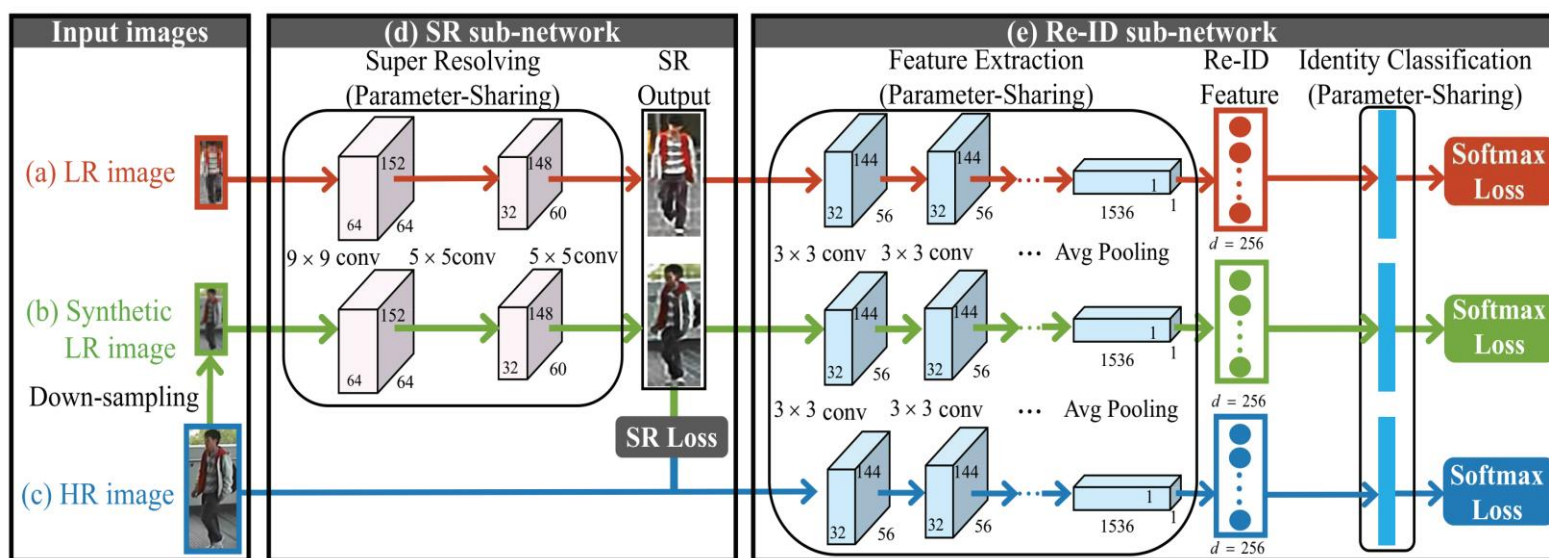 Input images
(d) SR sub-network
(e) Re-ID sub-network
Super Resolving
(Parameter-Sharing)
SR
Output
Feature Extraction
(Parameter-Sharing)
Re-ID
Feature
Identity Classification
(Parameter-Sharing)
(a) LR image
152
64
64
148
32
60
144
32
56
144
32
56
1
1536
1
d = 256
Softmax
Loss
9 × 9 conv
5 × 5conv
5 × 5conv
3 × 3 conv
3 × 3 conv
... Avg Pooling
(b) Synthetic
LR image
152
64
64
148
32
60
144
32
56
144
32
56
1
1536
1
d = 256
Softmax
Loss
Down-sampling
SR Loss
3 × 3 conv
3 × 3 conv
... Avg Pooling
(c) HR image
144
32
56
144
32
56
1
1536
1
d = 256
Softmax
Loss